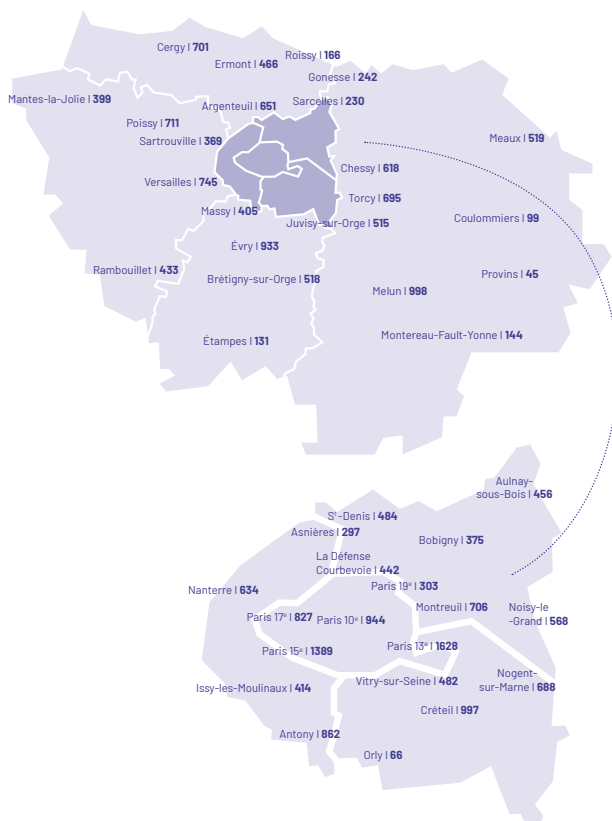 Cergy | 701
Ermont | 466
Roissy | 166
Gonesse | 242
Mantes-la-Jolie | 399
Argenteuil | 651
Sarcelles | 230
Poissy | 711
Sartrouville | 369
Meaux | 519
Chessy | 618
Versailles | 745
Torcy | 695
Massy | 405
Juvisy-sur-Orge | 515
Coulommiers | 99
Évry | 933
Rambouillet | 433
Brétigny-sur-Orge | 518
Provins | 45
Melun | 998
Étampes | 131
Montereau-Fault-Yonne | 144
Aulnay-
sous-Bois | 456
Sᵗ-Denis | 484
Asnières | 297
Bobigny | 375
La Défense
Courbevoie | 442
Paris 19ᵉ | 303
Nanterre | 634
Montreuil | 706
Noisy-le
-Grand | 568
Paris 17ᵉ | 827
Paris 10ᵉ | 944
Paris 15ᵉ | 1389
Paris 13ᵉ | 1628
Issy-les-Moulinaux | 414
Vitry-sur-Seine | 482
Nogent-
sur-Marne | 688
Créteil | 997
Antony | 862
Orly | 66